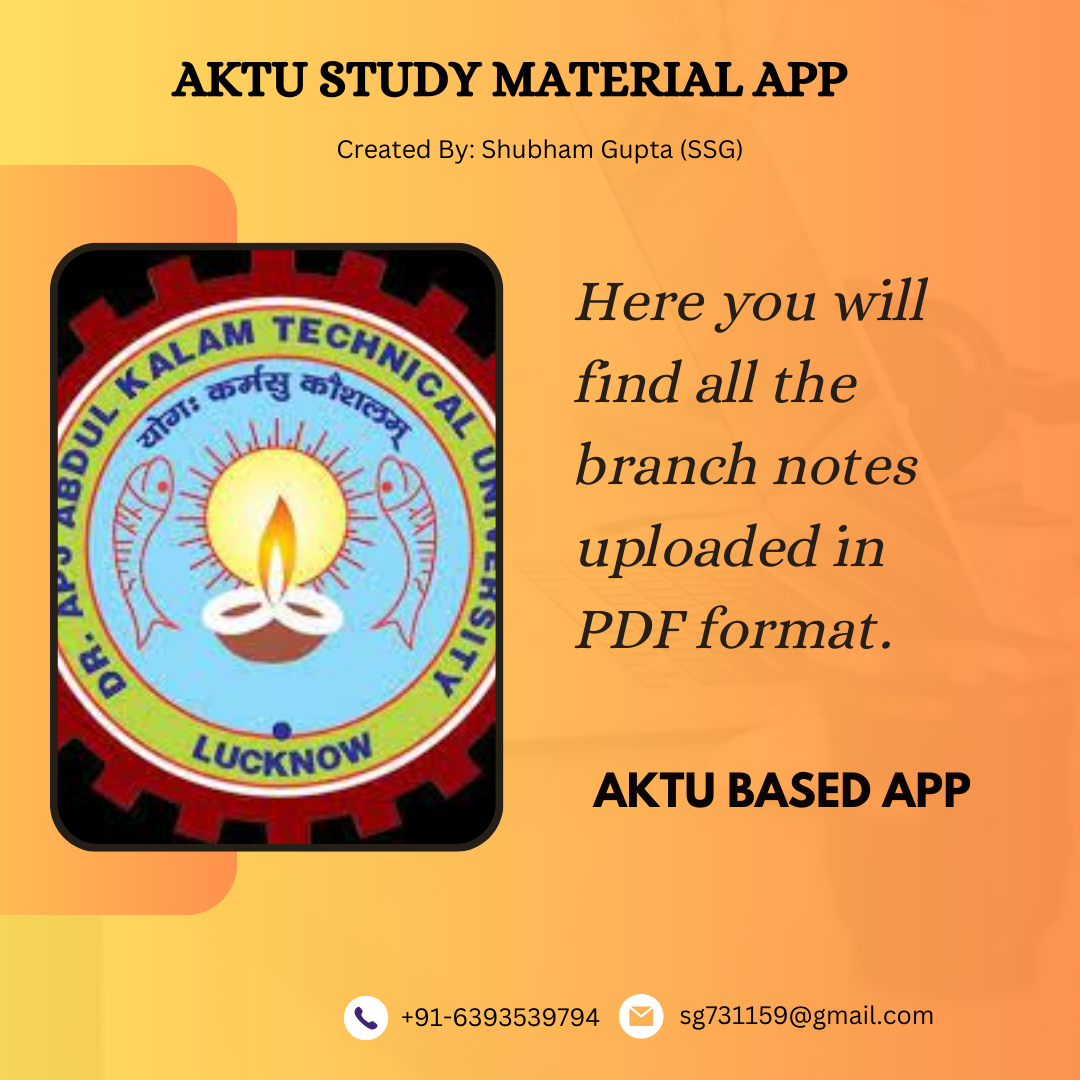 AKTU STUDY MATERIAL APP
Created By: Shubham Gupta (SSG)
DR. APJ ABDUL KALAM TECHNICAL UNIVERSITY
योगः कर्मसु कौशलम्
LUCKNOW
Here you will
find all the
branch notes
uploaded in
PDF format.
AKTU BASED APP
+91-6393539794
sg731159@gmail.com